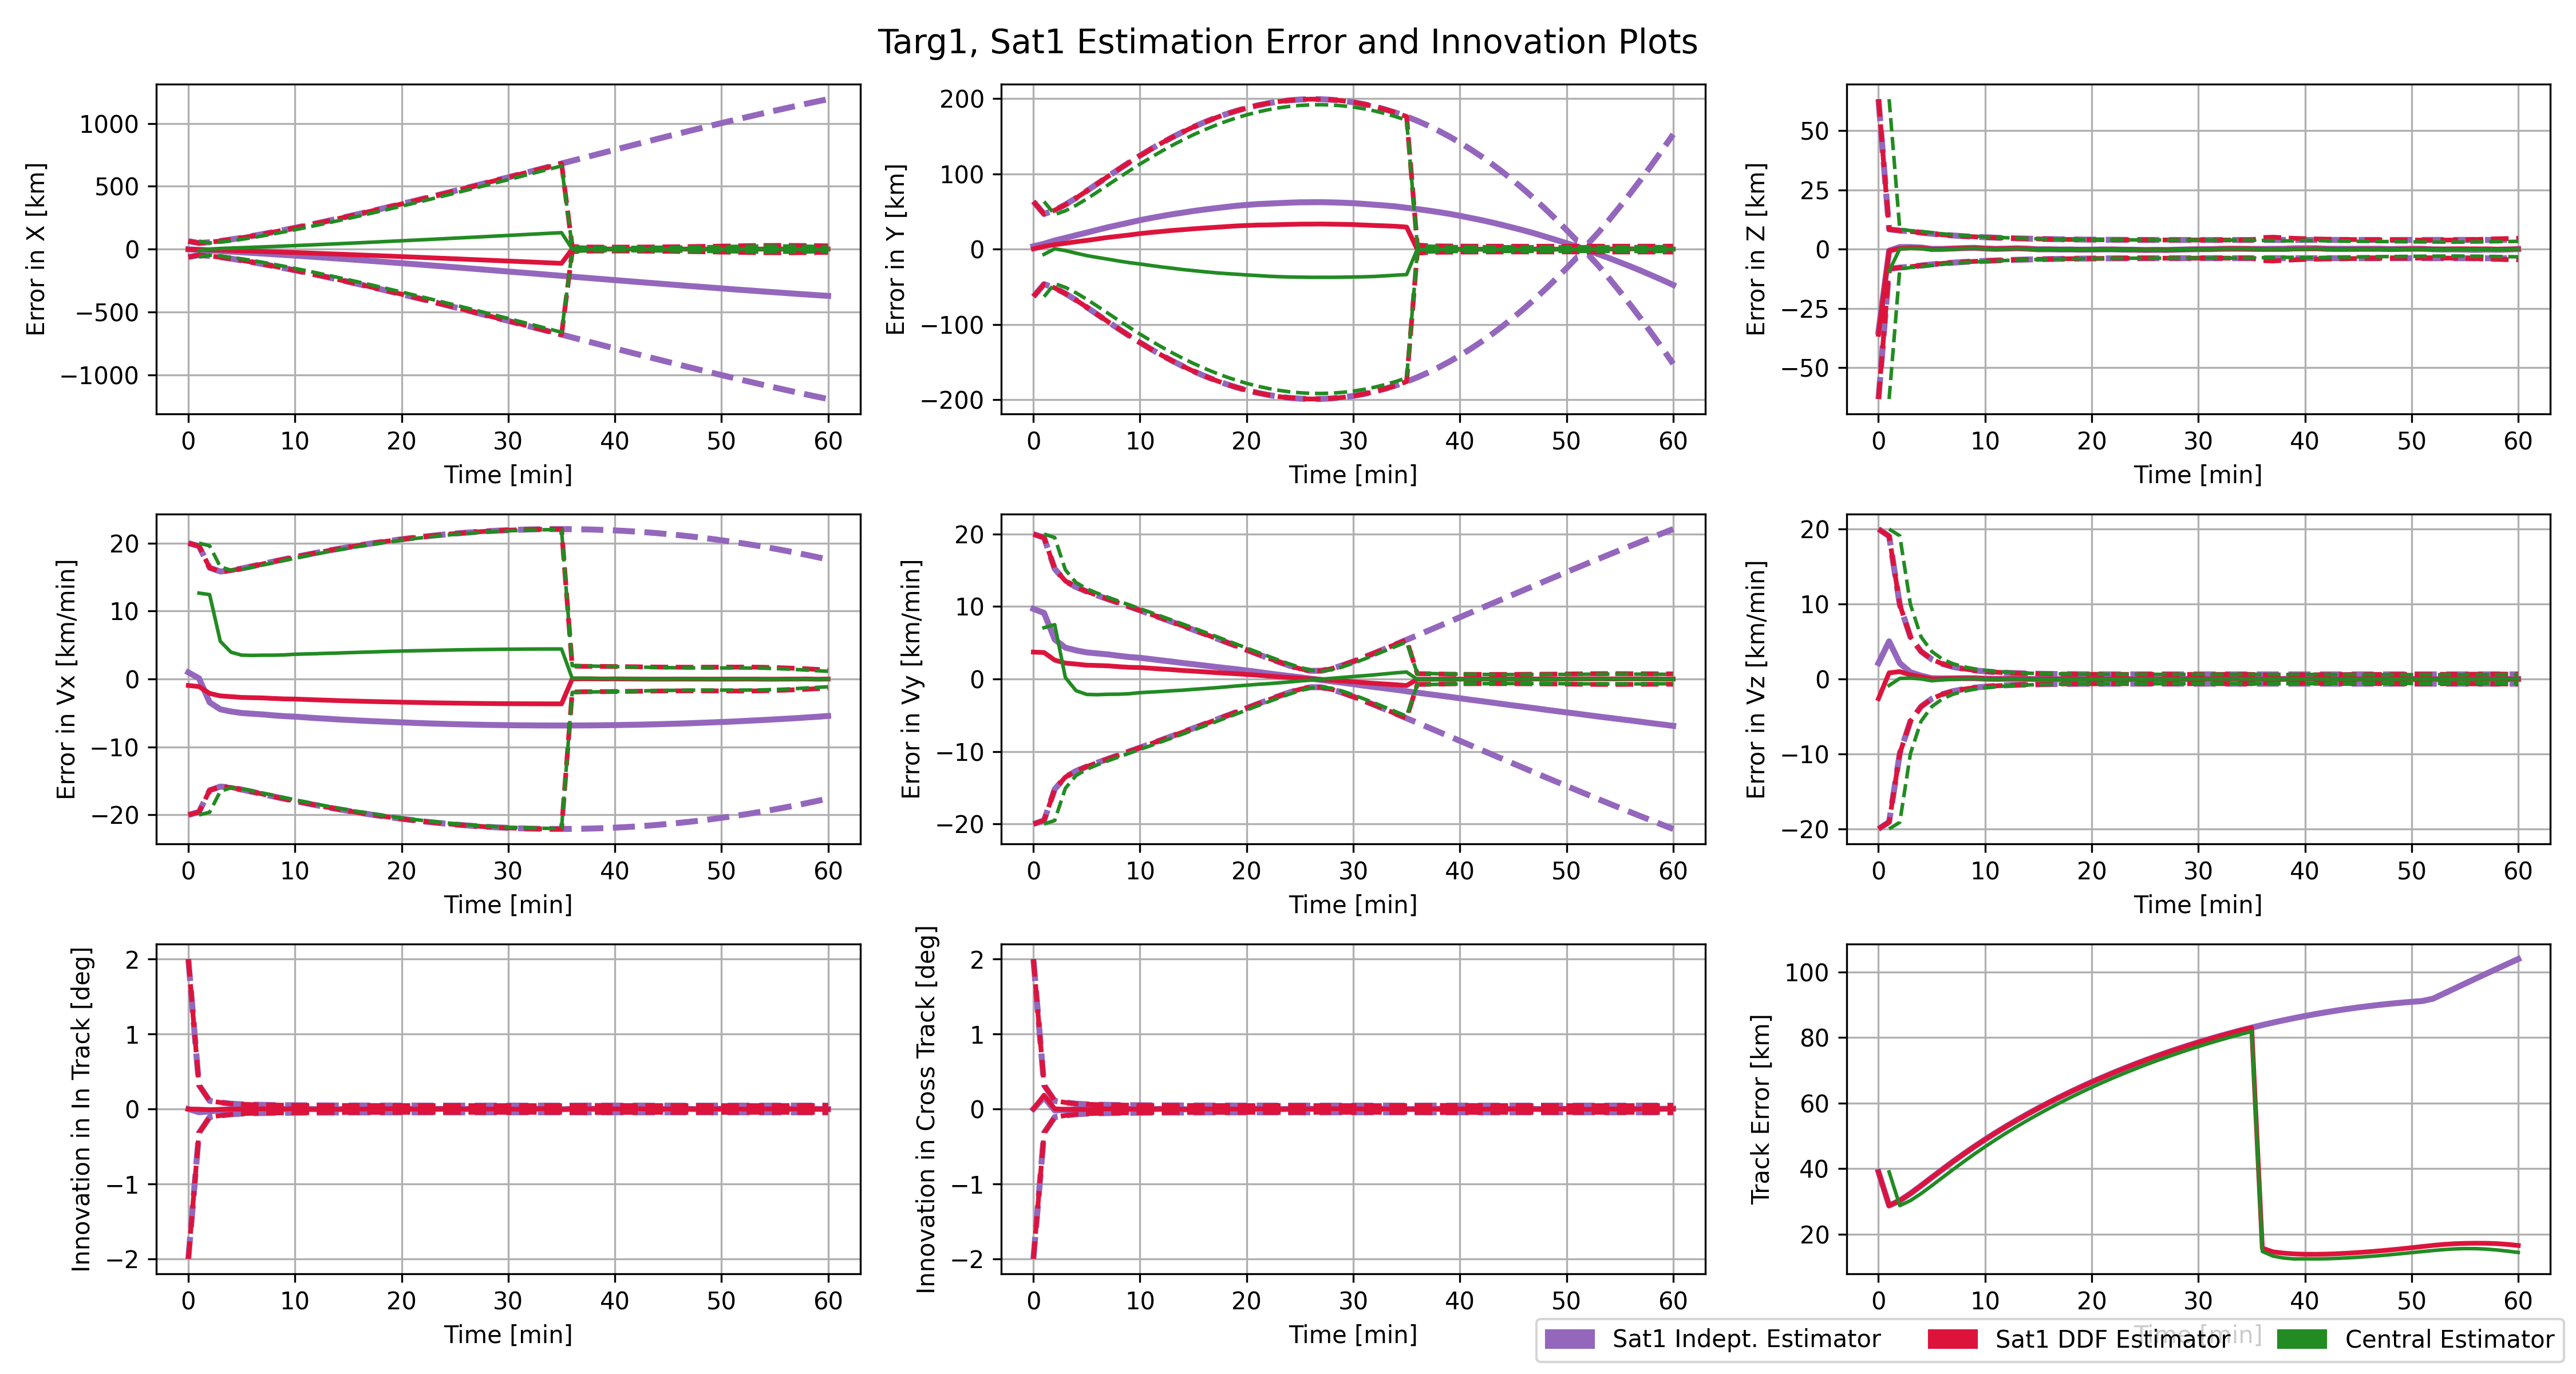 Targ1, Sat1 Estimation Error and Innovation Plots
Error in X [km]
1000
500
0
−500
−1000
0 10 20 30 40 50 60
Time [min]
Error in Y [km]
200
100
0
−100
−200
0 10 20 30 40 50 60
Time [min]
Error in Z [km]
50
25
0
−25
−50
0 10 20 30 40 50 60
Time [min]
Error in Vx [km/min]
20
10
0
−10
−20
0 10 20 30 40 50 60
Time [min]
Error in Vy [km/min]
20
10
0
−10
−20
0 10 20 30 40 50 60
Time [min]
Error in Vz [km/min]
20
10
0
−10
−20
0 10 20 30 40 50 60
Time [min]
Innovation in In Track [deg]
2
1
0
−1
−2
0 10 20 30 40 50 60
Time [min]
Innovation in Cross Track [deg]
2
1
0
−1
−2
0 10 20 30 40 50 60
Time [min]
Track Error [km]
100
80
60
40
20
0 10 20 30 40 50 60
Time [min]
Sat1 Indept. Estimator Sat1 DDF Estimator Central Estimator